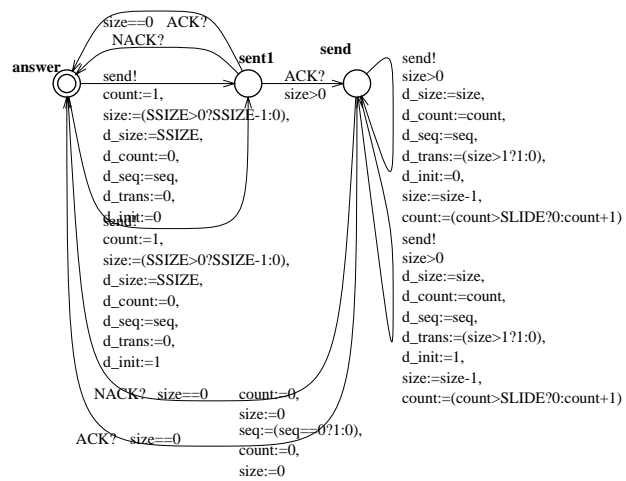 size==0 ACK?
NACK?
answer
sent1
send
send!
count:=1,
size:=(SSIZE>0?SSIZE-1:0),
d_size:=SSIZE,
d_count:=0,
d_seq:=seq,
d_trans:=0,
d_init:=0
send!
count:=1,
size:=(SSIZE>0?SSIZE-1:0),
d_size:=SSIZE,
d_count:=0,
d_seq:=seq,
d_trans:=0,
d_init:=1
ACK?
size>0
send!
size>0
d_size:=size,
d_count:=count,
d_seq:=seq,
d_trans:=(size>1?1:0),
d_init:=0,
size:=size-1,
count:=(count>SLIDE?0:count+1)
send!
size>0
d_size:=size,
d_count:=count,
d_seq:=seq,
d_trans:=(size>1?1:0),
d_init:=1,
size:=size-1,
count:=(count>SLIDE?0:count+1)
NACK? size==0 count:=0,
size:=0
ACK? size==0 seq:=(seq==0?1:0),
count:=0,
size:=0